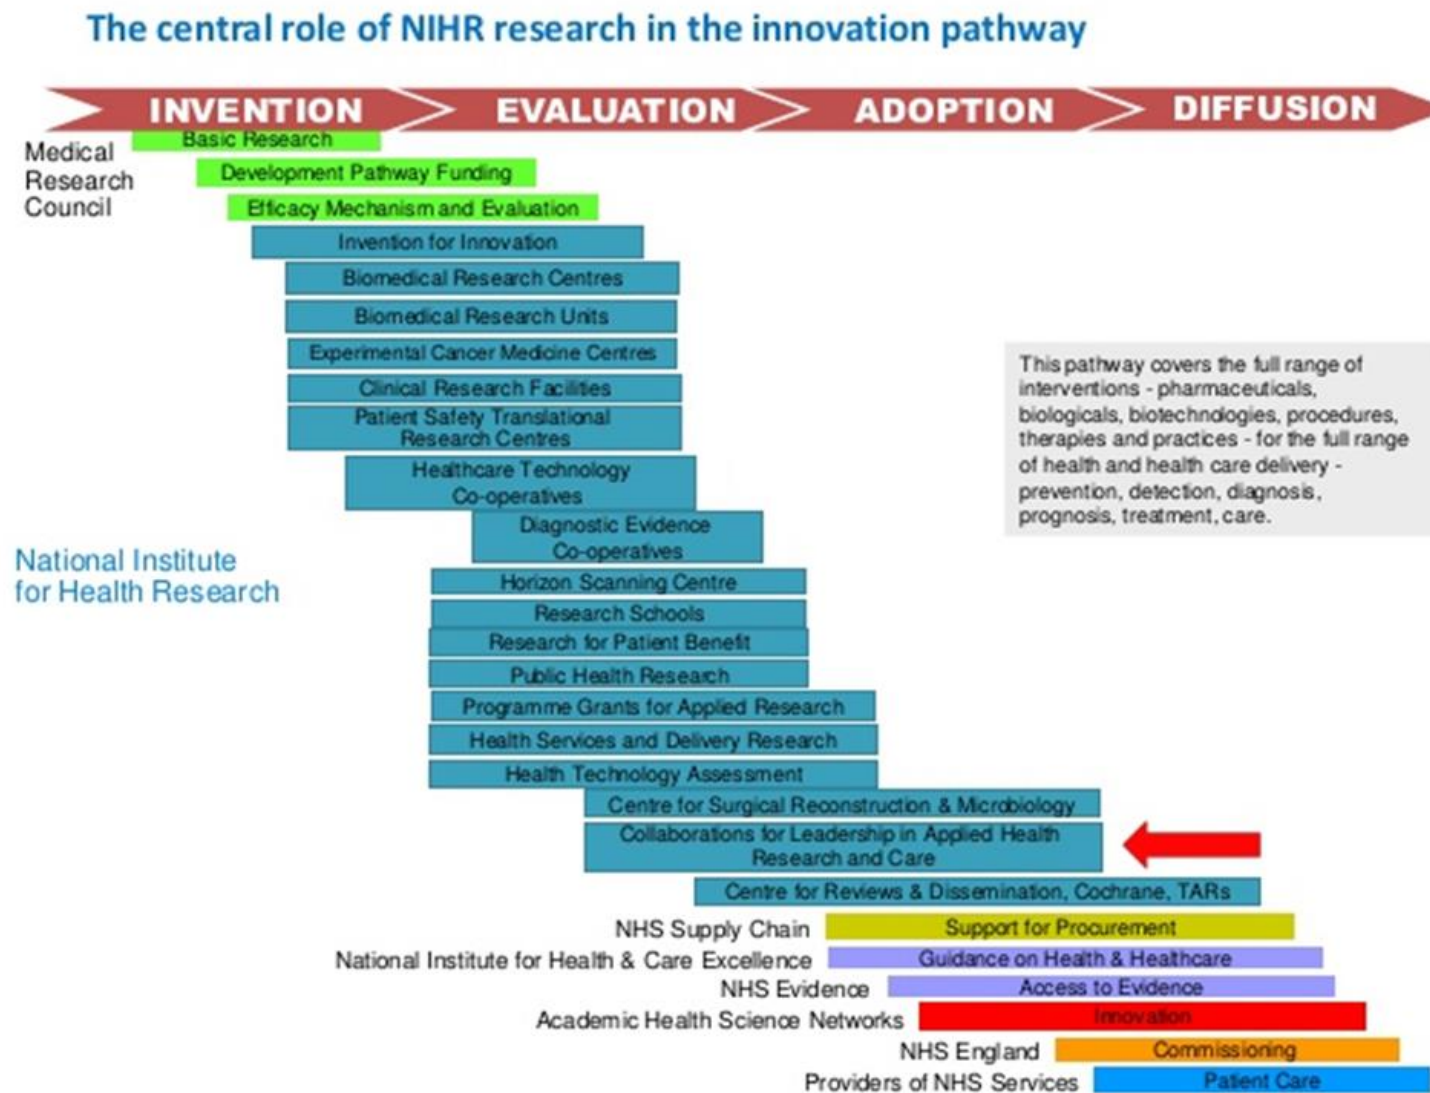 The central role of NIHR research in the innovation pathway
INVENTION
EVALUATION
ADOPTION
DIFFUSION
Medical
Research
Council
Basic Research
Development Pathway Funding
Efficacy Mechanism and Evaluation
Invention for Innovation
Biomedical Research Centres
Biomedical Research Units
Experimental Cancer Medicine Centres
Clinical Research Facilities
Patient Safety Translational
Research Centres
Healthcare Technology
Co-operatives
Diagnostic Evidence
Co-operatives
National Institute
for Health Research
Horizon Scanning Centre
Research Schools
Research for Patient Benefit
Public Health Research
Programme Grants for Applied Research
Health Services and Delivery Research
Health Technology Assessment
Centre for Surgical Reconstruction & Microbiology
Collaborations for Leadership in Applied Health
Research and Care
Centre for Reviews & Dissemination, Cochrane, TARs
This pathway covers the full range of
interventions - pharmaceuticals,
biologicals, biotechnologies, procedures,
therapies and practices - for the full range
of health and health care delivery -
prevention, detection, diagnosis,
prognosis, treatment, care.
NHS Supply Chain
Support for Procurement
National Institute for Health & Care Excellence
Guidance on Health & Healthcare
NHS Evidence
Access to Evidence
Academic Health Science Networks
Innovation
NHS England
Commissioning
Providers of NHS Services
Patient Care